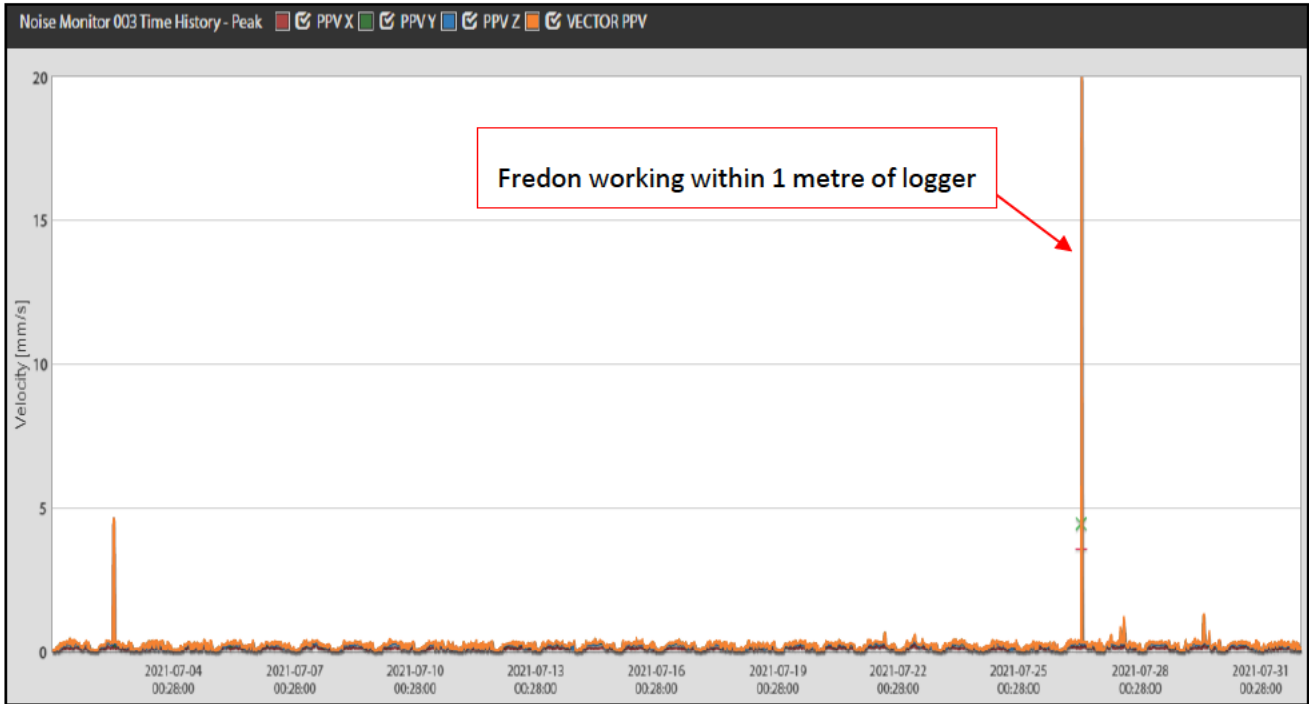 Noise Monitor 003 Time History - Peak PPV X PPV Y PPV Z VECTOR PPV
20
Fredon working within 1 metre of logger
15
Velocity [mm/s]
10
5
0
2021-07-04 2021-07-07 2021-07-10 2021-07-13 2021-07-16 2021-07-19 2021-07-22 2021-07-25 2021-07-28 2021-07-31
00:28:00 00:28:00 00:28:00 00:28:00 00:28:00 00:28:00 00:28:00 00:28:00 00:28:00 00:28:00